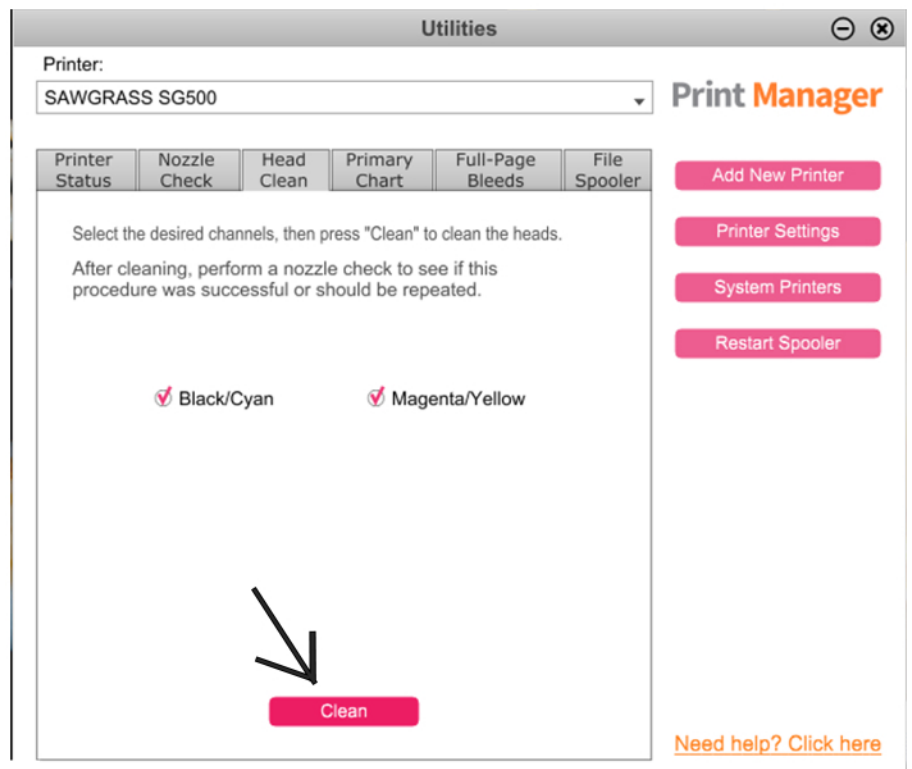 Utilities
Printer:
SAWGRASS SG500
Print Manager
Printer Status
Nozzle Check
Head Clean
Primary Chart
Full-Page Bleeds
File Spooler
Select the desired channels, then press "Clean" to clean the heads.
After cleaning, perform a nozzle check to see if this
procedure was successful or should be repeated.
Black/Cyan
Magenta/Yellow
Clean
Add New Printer
Printer Settings
System Printers
Restart Spooler
Need help? Click here